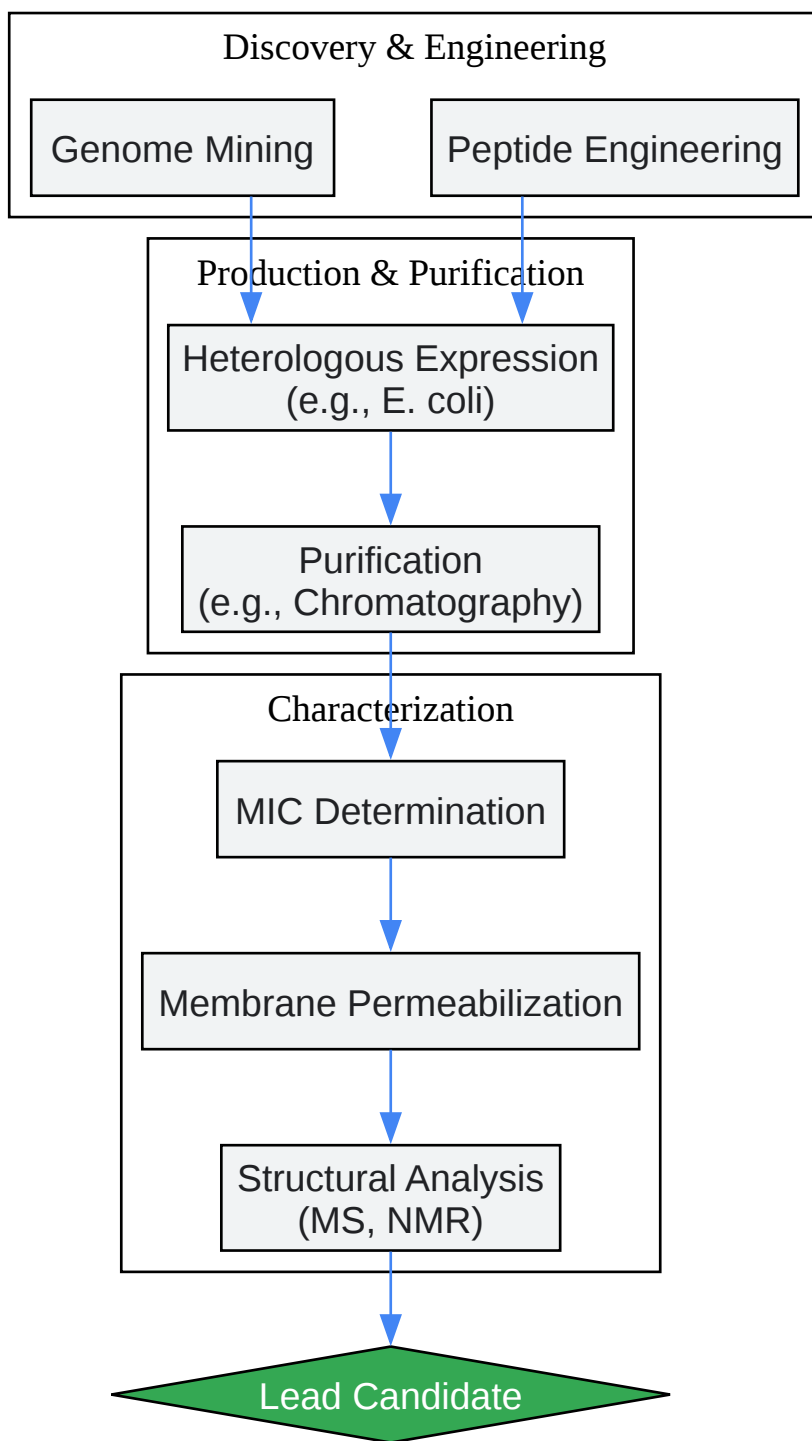 Discovery & Engineering
Genome Mining
Peptide Engineering
Production & Purification
Heterologous Expression
(e.g., E. coli)
Purification
(e.g., Chromatography)
Characterization
MIC Determination
Membrane Permeabilization
Structural Analysis
(MS, NMR)
Lead Candidate